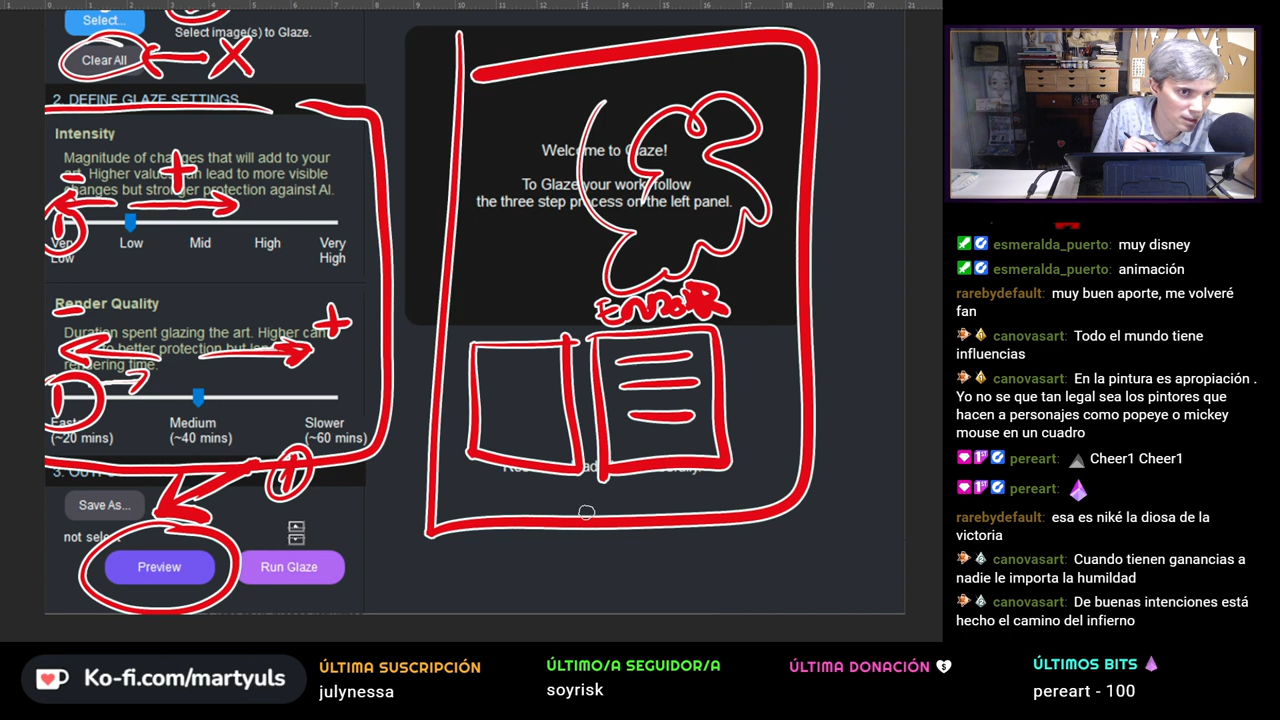 Select...
Select image(s) to Glaze.
Clear All
2. DEFINE GLAZE SETTINGS
Intensity
Magnitude of changes that will add to your
art. Higher values can lead to more visible
changes but stronger protection against AI.
Very Low
Low
Mid
High
Very High
Render Quality
Duration spent glazing the art. Higher can
to better protection but
rendering time.
Faster
(~20 mins)
Medium
(~40 mins)
Slower
(~60 mins)
Save As...
not select
Preview
Run Glaze
Welcome to Glaze!
To Glaze your work, follow
the three step process on the left panel.
esmeralda_puerto: muy disney
esmeralda_puerto: animación
rarebydefault: muy buen aporte, me volveré
fan
canovasart: Todo el mundo tiene
influencias
canovasart: En la pintura es apropiación .
Yo no se que tan legal sea los pintores que
hacen a personajes como popeye o mickey
mouse en un cuadro
pereart: Cheer1 Cheer1
pereart:
rarebydefault: esa es niké la diosa de la
victoria
canovasart: Cuando tienen ganancias a
nadie le importa la humildad
canovasart: De buenas intenciones está
hecho el camino del infierno
Ko-fi.com/martyuls
ÚLTIMA SUSCRIPCIÓN
julynessa
ÚLTIMO/A SEGUIDOR/A
soyrisk
ÚLTIMA DONACIÓN
ÚLTIMOS BITS
pereart - 100